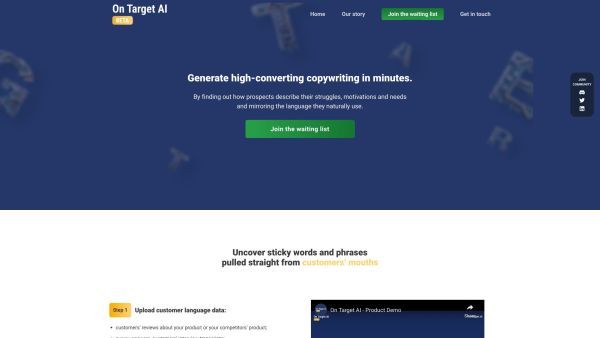 On Target AI
BETA
Home
Our story
Join the waiting list
Get in touch
JOIN
COMMUNITY
Generate high-converting copywriting in minutes.
By finding out how prospects describe their struggles, motivations and needs
and mirroring the language they naturally use.
Join the waiting list
Uncover sticky words and phrases
pulled straight from customers' mouths
Step 1
Upload customer language data:
customers' reviews about your product or your competitors' product;
On Target AI - Product Demo
Share
On Target AI